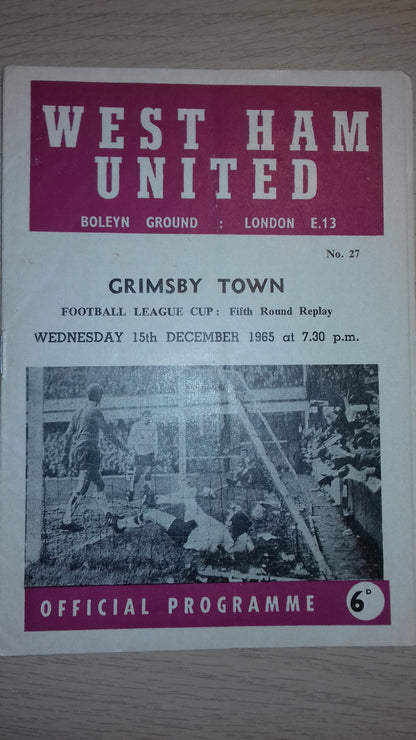 WEST HAM
UNITED
BOLEYN GROUND : LONDON E.13
No. 27
GRIMSBY TOWN
FOOTBALL LEAGUE CUP: Fifth Round Replay
WEDNESDAY 15th DECEMBER 1965 at 7.30 p.m.
OFFICIAL PROGRAMME 6D